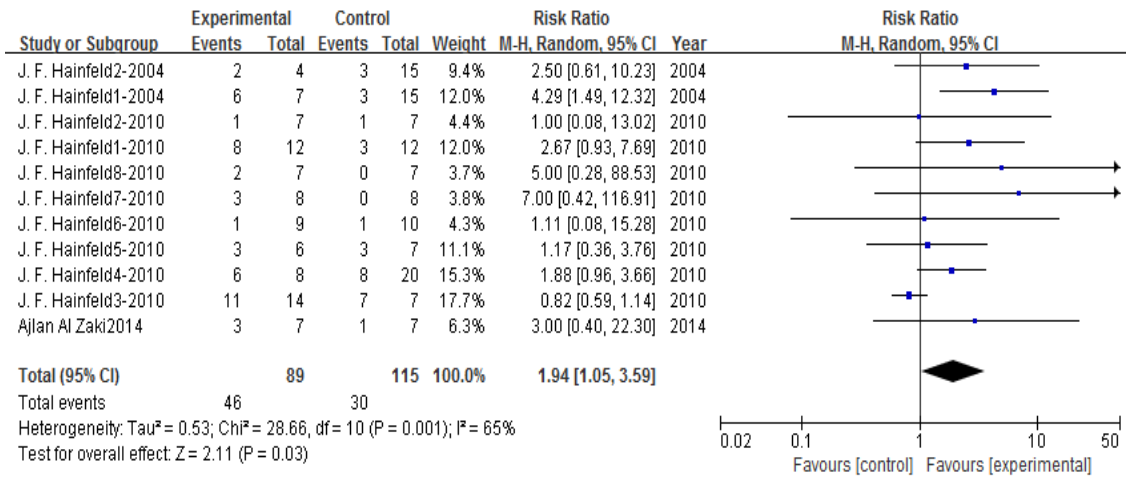 Experimental Control Risk Ratio Risk Ratio
Study or Subgroup Events Total Events Total Weight M-H, Random, 95% CI Year M-H, Random, 95% CI
J. F. Hainfeld2-2004 2 4 3 15 9.4% 2.50 [0.61, 10.23] 2004
J. F. Hainfeld1-2004 6 7 3 15 12.0% 4.29 [1.49, 12.32] 2004
J. F. Hainfeld2-2010 1 7 1 7 4.4% 1.00 [0.08, 13.02] 2010
J. F. Hainfeld1-2010 8 12 3 12 12.0% 2.67 [0.93, 7.69] 2010
J. F. Hainfeld8-2010 2 7 0 7 3.7% 5.00 [0.28, 88.53] 2010
J. F. Hainfeld7-2010 3 8 0 8 3.8% 7.00 [0.42, 116.91] 2010
J. F. Hainfeld6-2010 1 9 1 10 4.3% 1.11 [0.08, 15.28] 2010
J. F. Hainfeld5-2010 3 6 3 7 11.1% 1.17 [0.36, 3.76] 2010
J. F. Hainfeld4-2010 6 8 8 20 15.3% 1.88 [0.96, 3.66] 2010
J. F. Hainfeld3-2010 11 14 7 7 17.7% 0.82 [0.59, 1.14] 2010
Ajlan Al Zaki2014 3 7 1 7 6.3% 3.00 [0.40, 22.30] 2014
Total (95% CI) 89 115 100.0% 1.94 [1.05, 3.59]
Total events 46 30
Heterogeneity: Tau² = 0.53; Chi² = 28.66, df = 10 (P = 0.001); I² = 65%
Test for overall effect: Z = 2.11 (P = 0.03)
0.02 0.1 1 10 50
Favours [control] Favours [experimental]